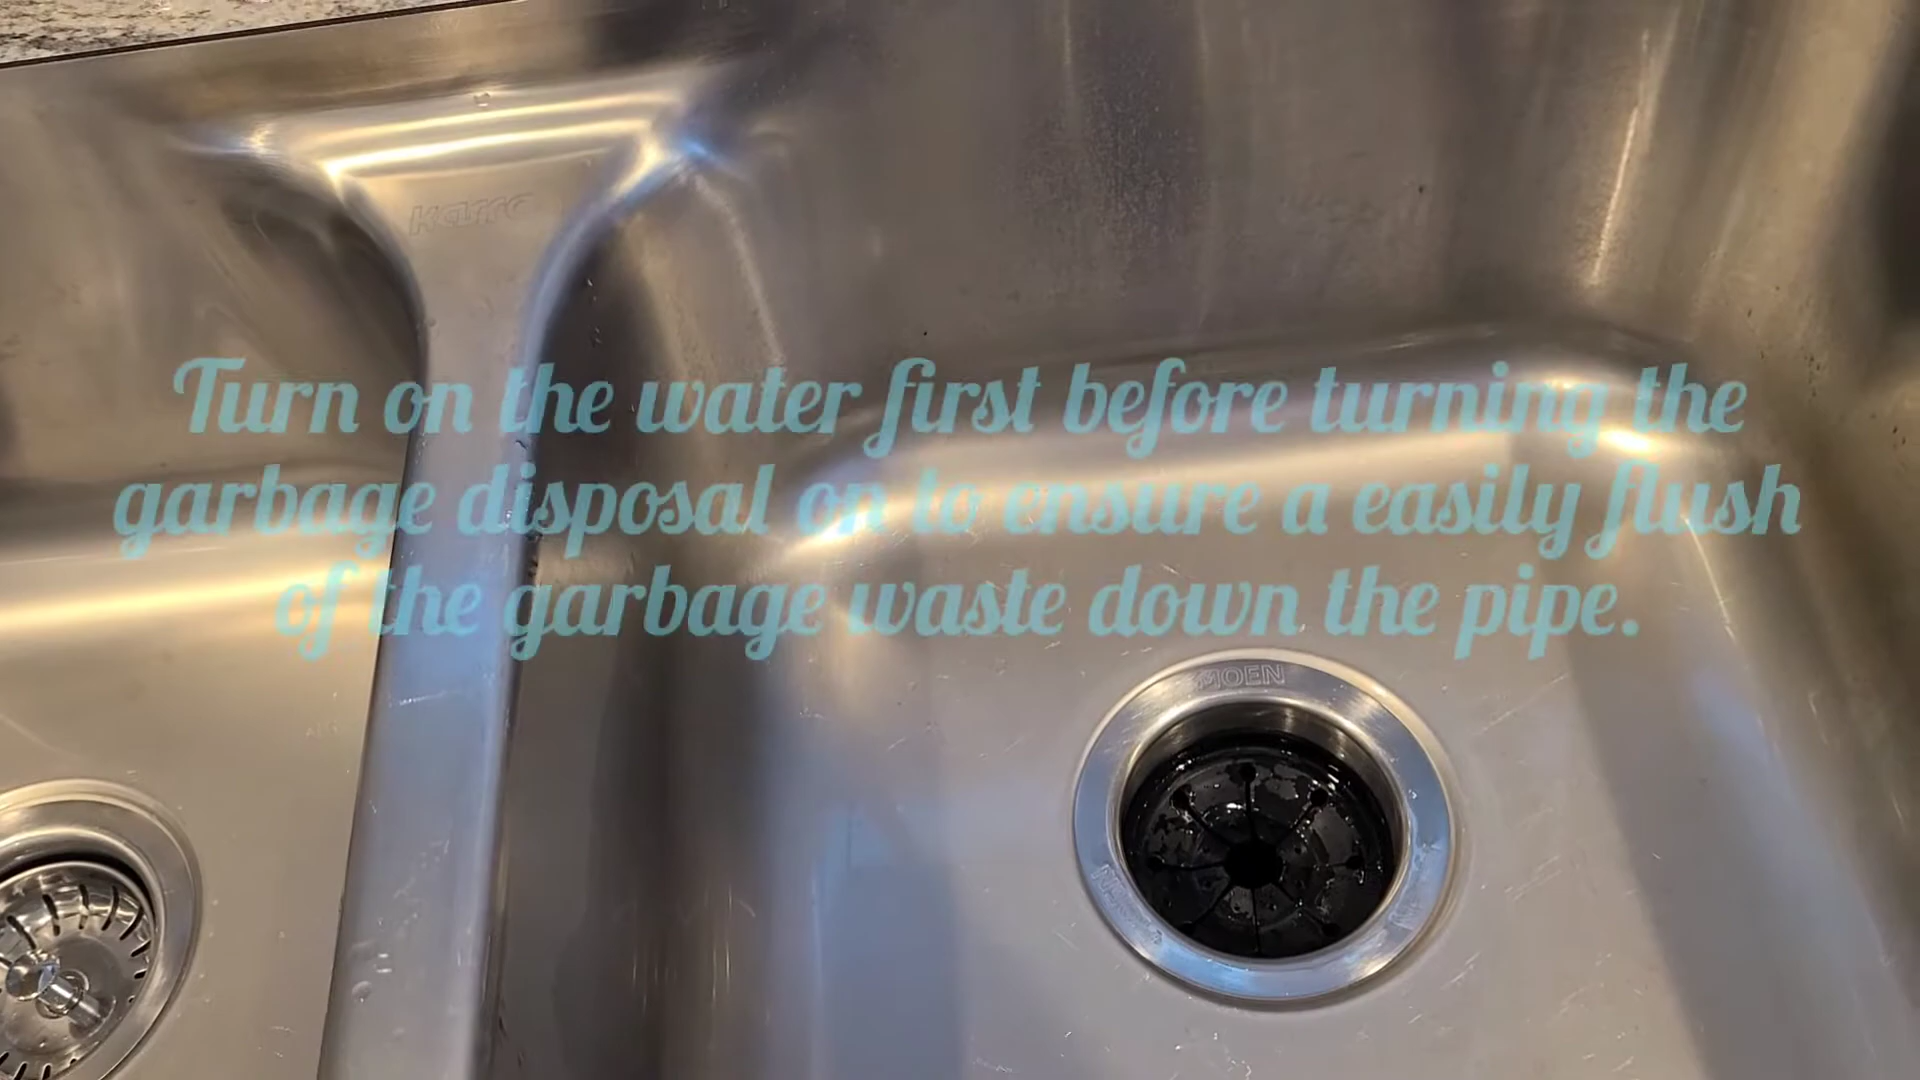 Karra
Turn on the water first before turning the
garbage disposal on to ensure a easily flush
of the garbage waste down the pipe.
MOEN